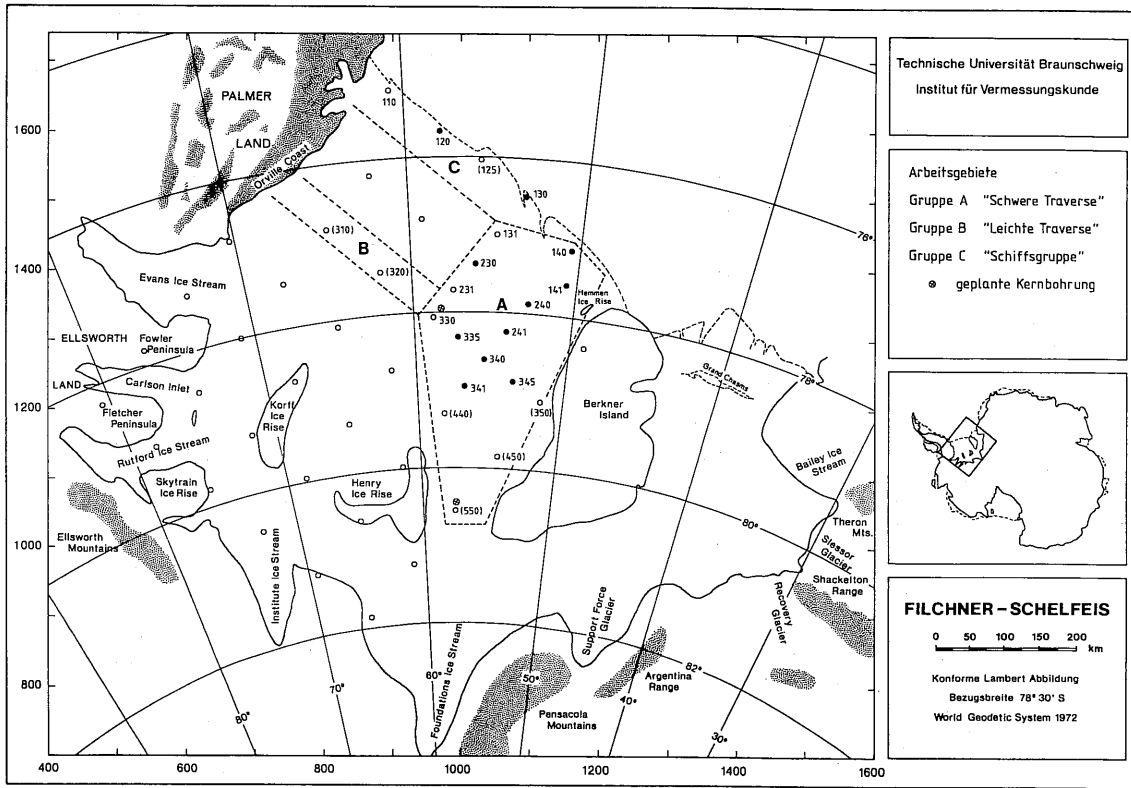 PALMER
LAND
Orville Coast
110
120
C
(125)
130
76°
131
140
(310)
B
230
(320)
231
141
A
240
Hemmen
Ice Rise
Evans Ice Stream
330
335
241
ELLSWORTH
Fowler
Peninsula
340
Grand Chasms
78°
LAND
Carlson Inlet
341
345
Korff
Ice
Rise
(440)
(350)
Berkner
Island
Fletcher
Peninsula
Rutford Ice Stream
(450)
Bailey Ice
Stream
Skytrain
Ice Rise
Henry
Ice Rise
(550)
80°
Theron
Mts.
Ellsworth
Mountains
Institute Ice Stream
Slessor
Glacier
Shackelton
Range
Support Force
Glacier
Recovery
Glacier
Foundations Ice Stream
60°
50°
82°
70°
Argentina
Range
40°
80°
Pensacola
Mountains
30°
1600
1400
1200
1000
800
400
600
800
1000
1200
1400
1600
Technische Universität Braunschweig
Institut für Vermessungskunde
Arbeitsgebiete
Gruppe A "Schwere Traverse"
Gruppe B "Leichte Traverse"
Gruppe C "Schiffsgruppe"
geplante Kernbohrung
FILCHNER – SCHELFEIS
0 50 100 150 200
km
Konforme Lambert Abbildung
Bezugsbreite 78° 30' S
World Geodetic System 1972